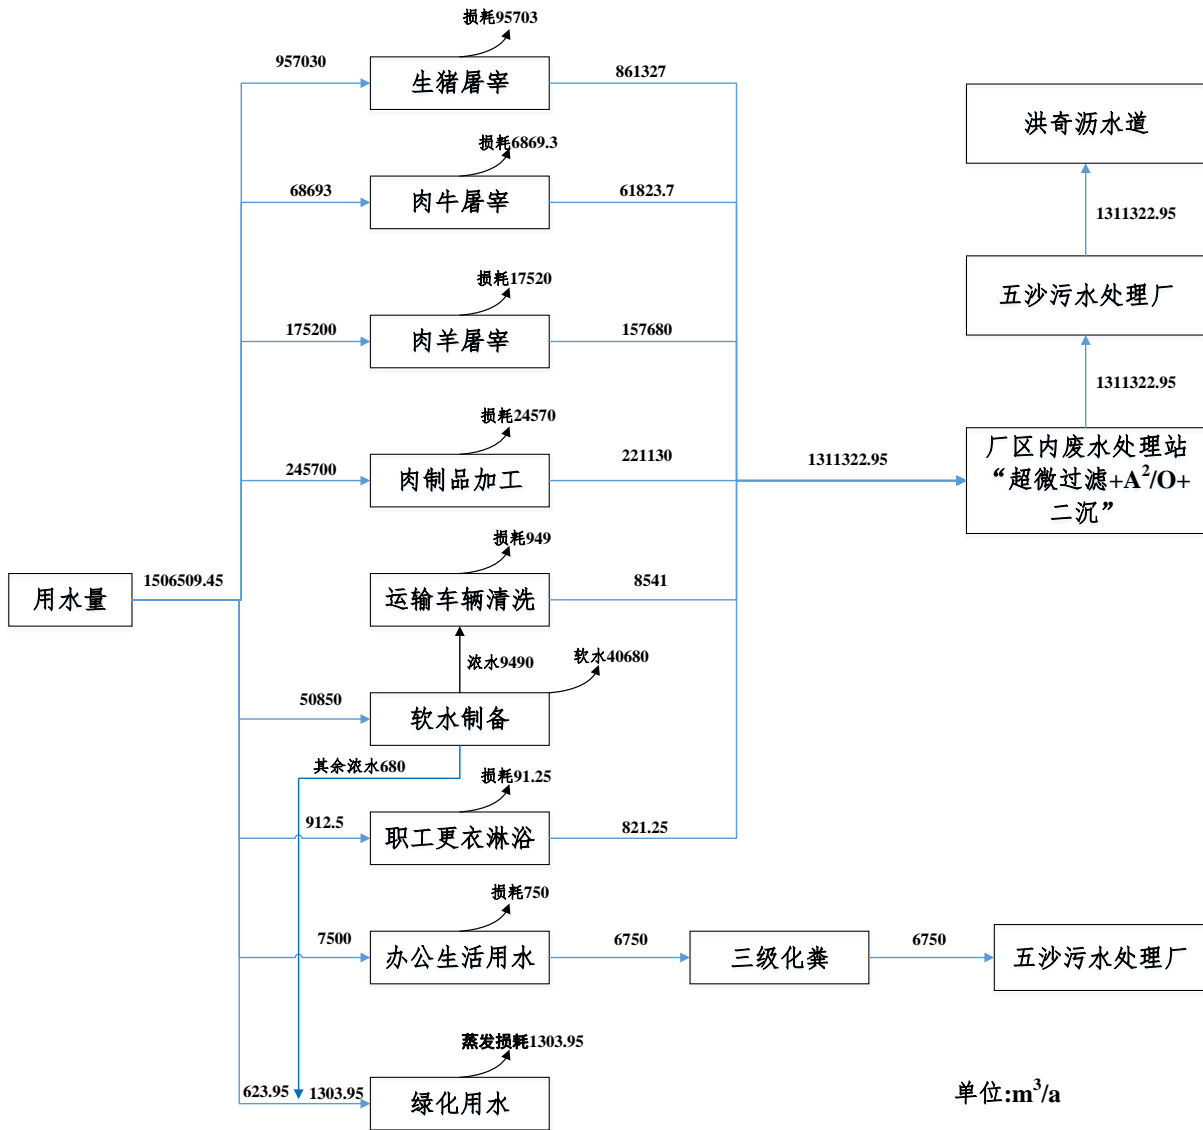 损耗95703
957030
生猪屠宰
861327
洪奇沥水道
损耗6869.3
68693
肉牛屠宰
61823.7
1311322.95
损耗17520
五沙污水处理厂
175200
肉羊屠宰
157680
1311322.95
损耗24570
245700
肉制品加工
221130
1311322.95
厂区内废水处理站
“超微过滤+A²/O+
二沉”
损耗949
用水量
1506509.45
运输车辆清洗
8541
浓水9490
软水40680
50850
软水制备
其余浓水680
损耗91.25
912.5
职工更衣淋浴
821.25
损耗750
7500
办公生活用水
6750
三级化粪
6750
五沙污水处理厂
蒸发损耗1303.95
623.95
1303.95
绿化用水
单位:m³/a